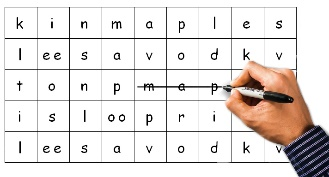 k i n m a p l e s
l ee s a v o d k v
t o n p m a p
i s l oo p r i
l ee s a v o d k v